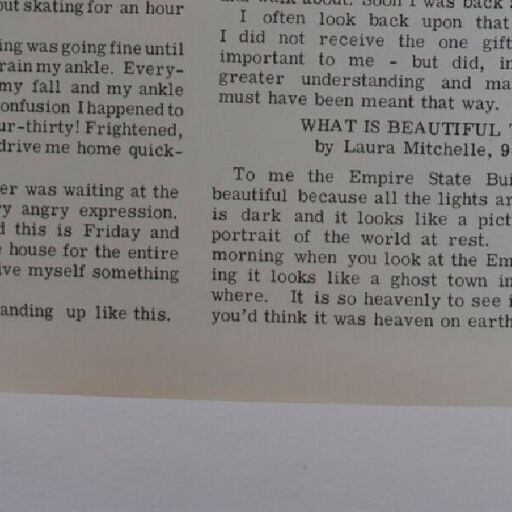 out skating for an hour
ing was going fine until
rain my ankle. Every-
my fall and my ankle
onfusion I happened to
ur-thirty! Frightened,
drive me home quick-
er was waiting at the
y angry expression.
d this is Friday and
house for the entire
ive myself something
anding up like this.
and walk about. Soon I was back
I often look back upon that
I did not receive the one gift
important to me - but did, in
greater understanding and ma
must have been meant that way.
WHAT IS BEAUTIFUL
by Laura Mitchelle, 9
To me the Empire State Bui
beautiful because all the lights ar
is dark and it looks like a pict
portrait of the world at rest.
morning when you look at the Em
ing it looks like a ghost town in
where. It is so heavenly to see i
you'd think it was heaven on earth